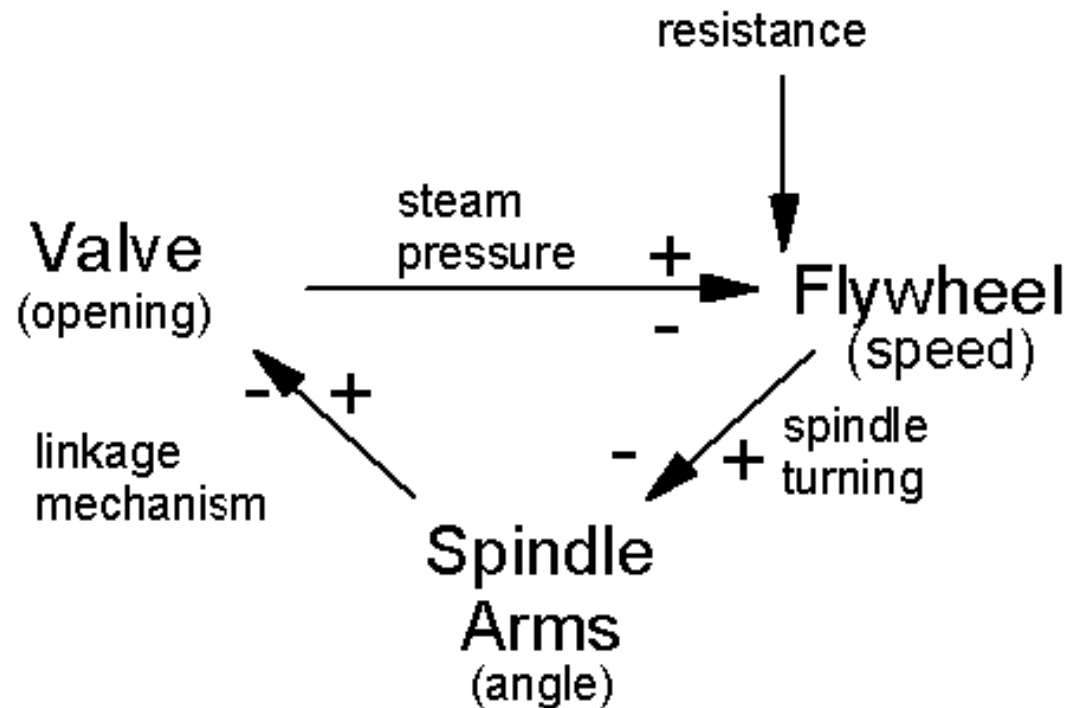 resistance
steam
pressure
+
-
Valve
(opening)
Flywheel
(speed)
- +
linkage
mechanism
- +
spindle
turning
Spindle
Arms
(angle)